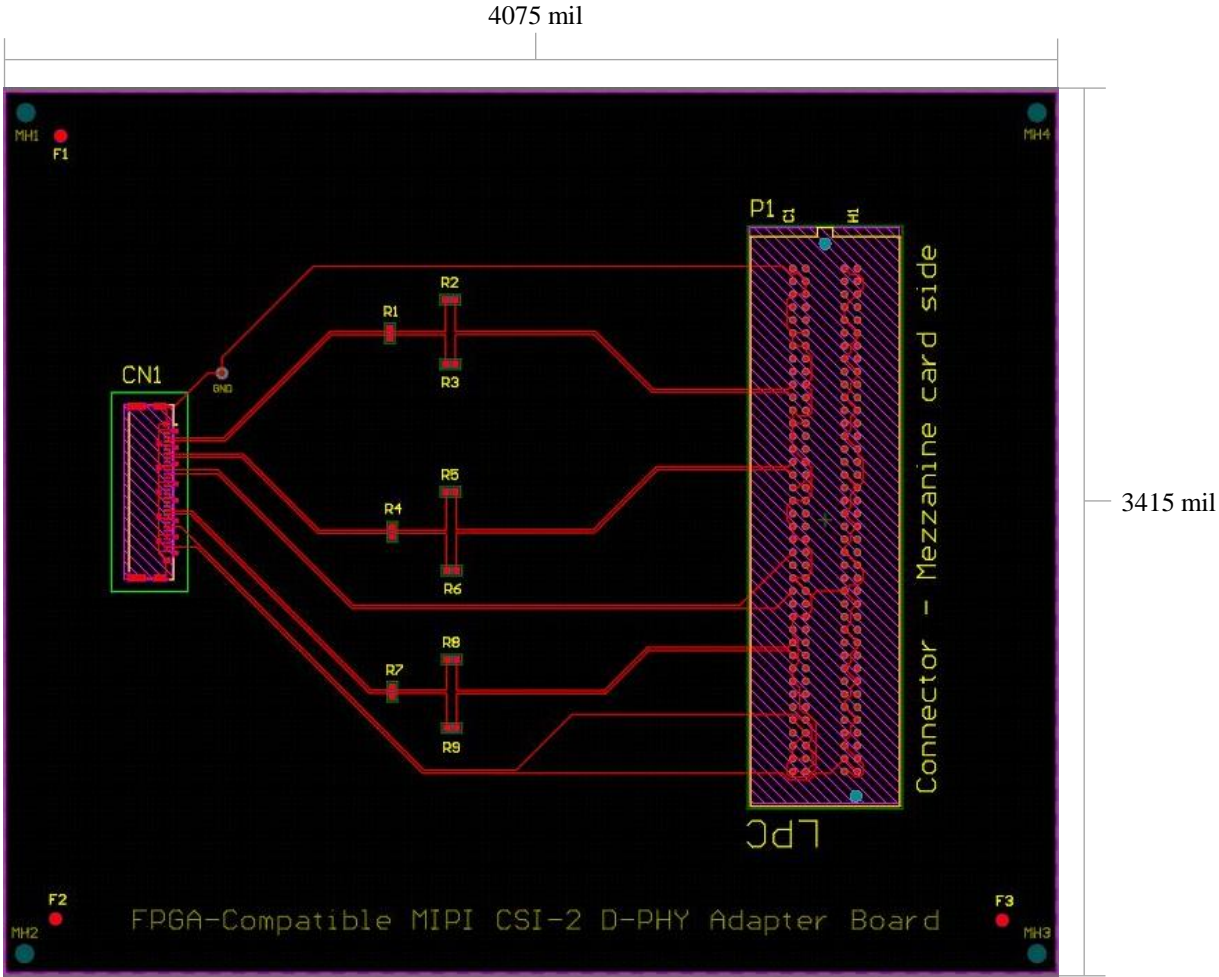 4075 mil
MH1
F1
MH4
P1
C1
H1
R2
R1
R3
CN1
GND
Connector - Mezzanine card side
3415 mil
R5
R4
R6
R8
R7
R9
LPC
F2
FPGA-Compatible MIPI CSI-2 D-PHY Adapter Board
F3
MH2
MH3